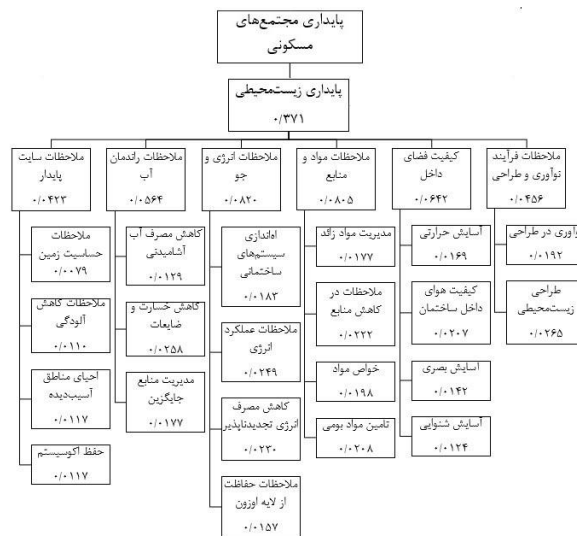 پایداری مجتمع‌های
مسکونی
پایداری زیست‌محیطی
۰/۳۷۱
ملاحظات فرآیند
نوآوری و طراحی
۰/۰۴۵۶
نوآوری در طراحی
۰/۰۱۹۲
طراحی
زیست‌محیطی
۰/۰۲۶۵
کیفیت فضای
داخل
۰/۰۶۴۲
آسایش حرارتی
۰/۰۱۶۹
کیفیت هوای
داخل ساختمان
۰/۰۲۰۷
اسایش بصری
۰/۰۱۴۲
آسایش شنوایی
۰/۰۱۲۴
ملاحظات مواد و
منابع
۰/۰۸۰۵
مدیریت مواد زائد
۰/۰۱۷۷
ملاحظات در
کاهش منابع
۰/۰۲۲۲
خواص مواد
۰/۰۱۹۸
تامین مواد بومی
۰/۰۲۰۸
ملاحظات انرژی و
جو
۰/۰۸۲۰
اه‌اندازی
سیستم‌های
ساختمانی
۰/۰۱۸۳
ملاحظات عملکرد
انرژی
۰/۰۲۴۹
کاهش مصرف
انرژی تجدیدناپذیر
۰/۰۲۳۰
ملاحظات حفاظت
از لایه اوزون
۰/۰۱۵۷
ملاحظات راندمان
آب
۰/۰۵۶۴
کاهش مصرف آب
آشامیدنی
۰/۰۱۲۹
کاهش خسارت و
ضایعات
۰/۰۲۵۸
مدیریت منابع
جایگزین
۰/۰۱۷۷
ملاحظات سایت
پایدار
۰/۰۴۲۳
ملاحظات
حساسیت زمین
۰/۰۰۷۹
ملاحظات کاهش
آلودگی
۰/۰۱۱۰
احیای مناطق
آسیب‌دیده
۰/۰۱۱۷
حفظ اکوسیستم
۰/۰۱۱۷